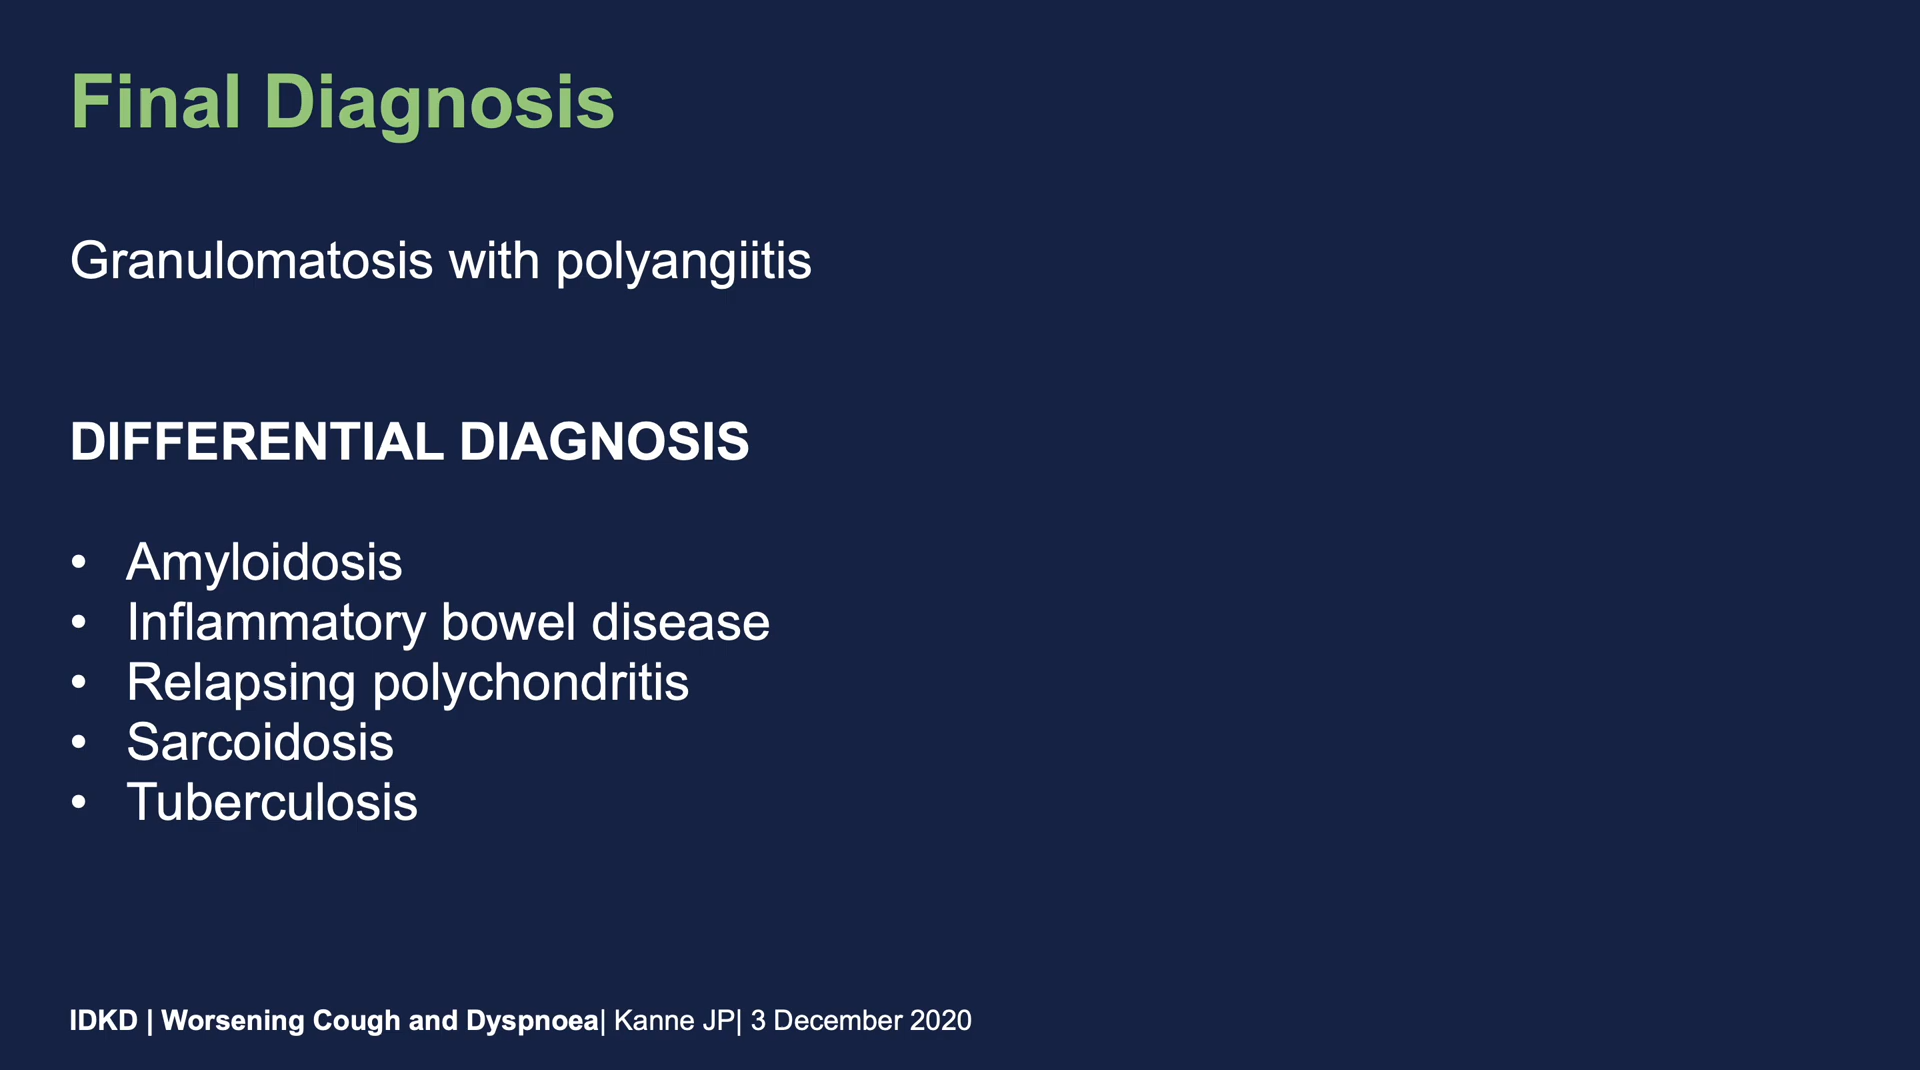 Final Diagnosis
Granulomatosis with polyangiitis
DIFFERENTIAL DIAGNOSIS
• Amyloidosis
• Inflammatory bowel disease
• Relapsing polychondritis
• Sarcoidosis
• Tuberculosis
IDKD | Worsening Cough and Dyspnoea| Kanne JP| 3 December 2020